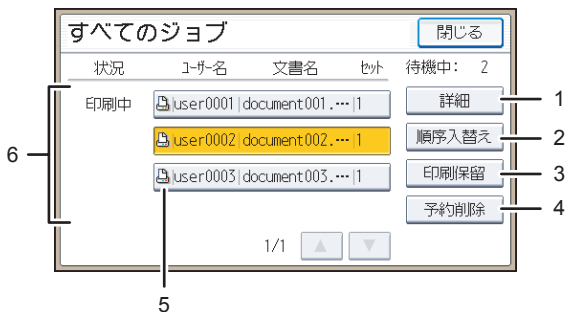 すべてのジョブ 閉じる
状況 ユーザー名 文書名 セット 待機中: 2
印刷中 user0001 document001.… 1 詳細 1
user0002 document002.… 1 順序入替え 2
6
user0003 document003.… 1 印刷保留 3
予約削除 4
1/1 ▲ ▼
5